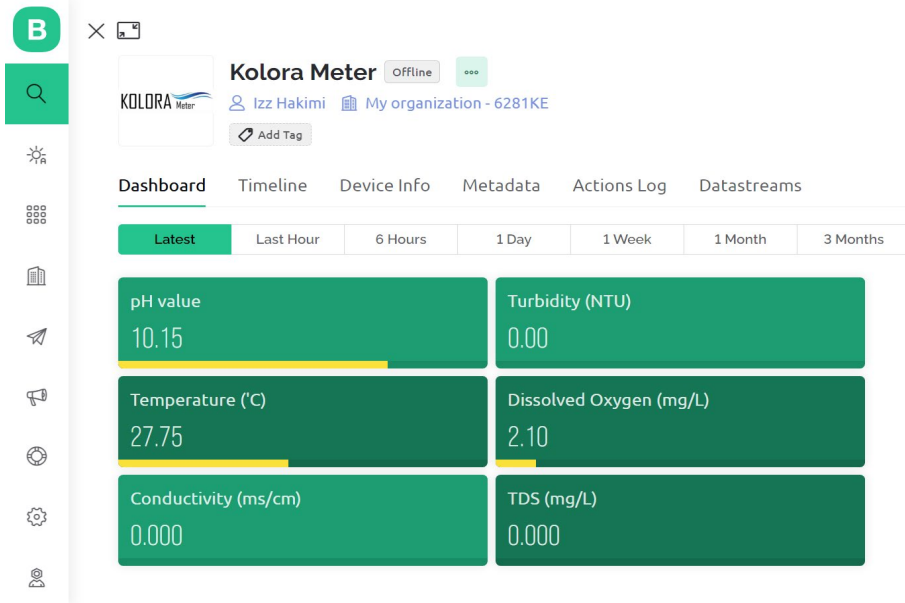 B
Kolora Meter Offline
KOLORA Meter
Izz Hakimi My organization - 6281KE
Add Tag
Dashboard Timeline Device Info Metadata Actions Log Datastreams
Latest Last Hour 6 Hours 1 Day 1 Week 1 Month 3 Months
pH value
10.15
Turbidity (NTU)
0.00
Temperature ('C)
27.75
Dissolved Oxygen (mg/L)
2.10
Conductivity (ms/cm)
0.000
TDS (mg/L)
0.000